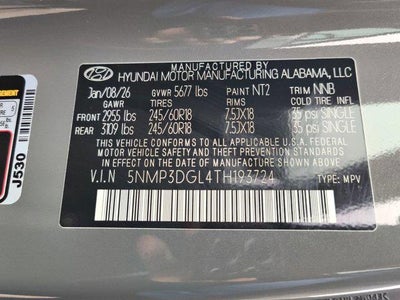 MANUFACTURED BY
HYUNDAI MOTOR MANUFACTURING ALABAMA, LLC
Jan/08/26 GVWR 5677 lbs PAINT NT2 TRIM NNB
GAWR TIRES RIMS COLD TIRE INFL
FRONT 2955 lbs 245/60R18 7.5JX18 35 psi SINGLE
REAR 3109 lbs 245/60R18 7.5JX18 35 psi SINGLE
THIS VEHICLE CONFORMS TO ALL APPLICABLE
FEDERAL MOTOR VEHICLE SAFETY
STANDARDS IN EFFECT ON THE DATE OF
MANUFACTURE SHOWN ABOVE.
V.I.N 5NMP3DGL4TH193724 TYPE: MPV
J530